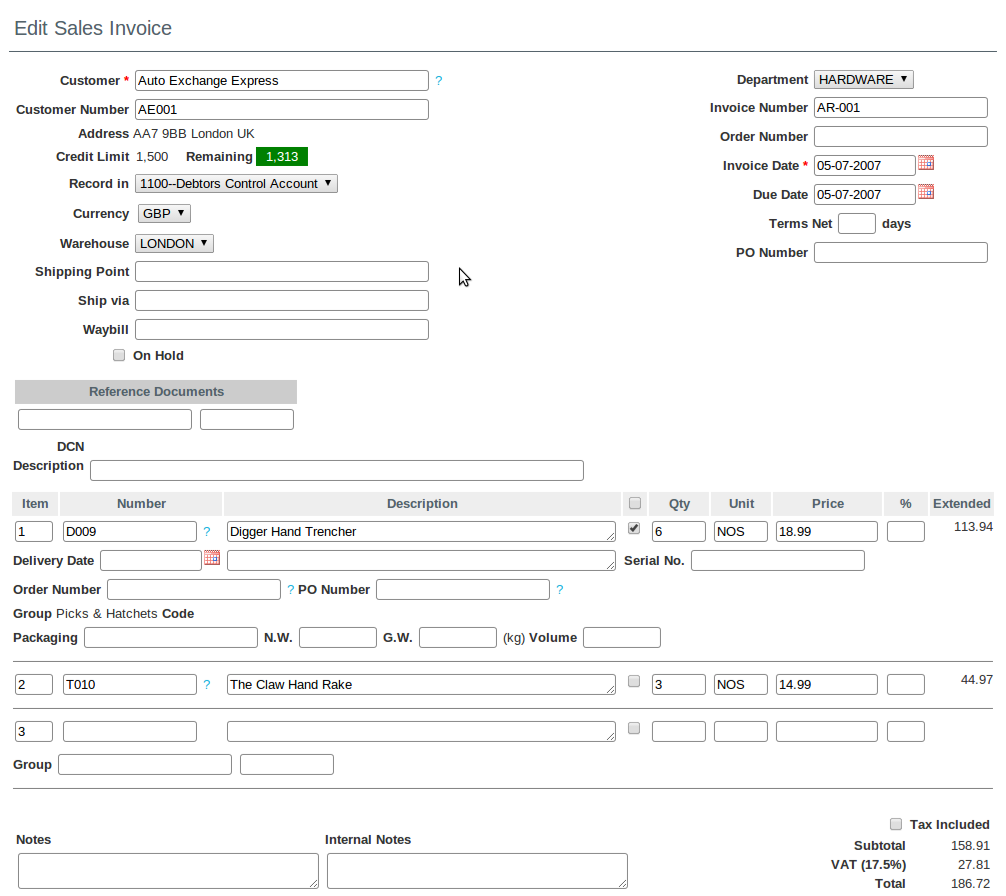 Edit Sales Invoice
Customer * Auto Exchange Express ?
Customer Number AE001
Address AA7 9BB London UK
Credit Limit 1,500 Remaining 1,313
Record in 1100--Debtors Control Account
Currency GBP
Warehouse LONDON
Shipping Point
Ship via
Waybill
On Hold
Department HARDWARE
Invoice Number AR-001
Order Number
Invoice Date * 05-07-2007
Due Date 05-07-2007
Terms Net days
PO Number
Reference Documents
DCN
Description
Item Number Description Qty Unit Price % Extended
1 D009 ? Digger Hand Trencher 6 NOS 18.99 113.94
Delivery Date Serial No.
Order Number ? PO Number ?
Group Picks & Hatchets Code
Packaging N.W. G.W. (kg) Volume
2 T010 ? The Claw Hand Rake 3 NOS 14.99 44.97
3
Group
Notes Internal Notes
Tax Included
Subtotal 158.91
VAT (17.5%) 27.81
Total 186.72